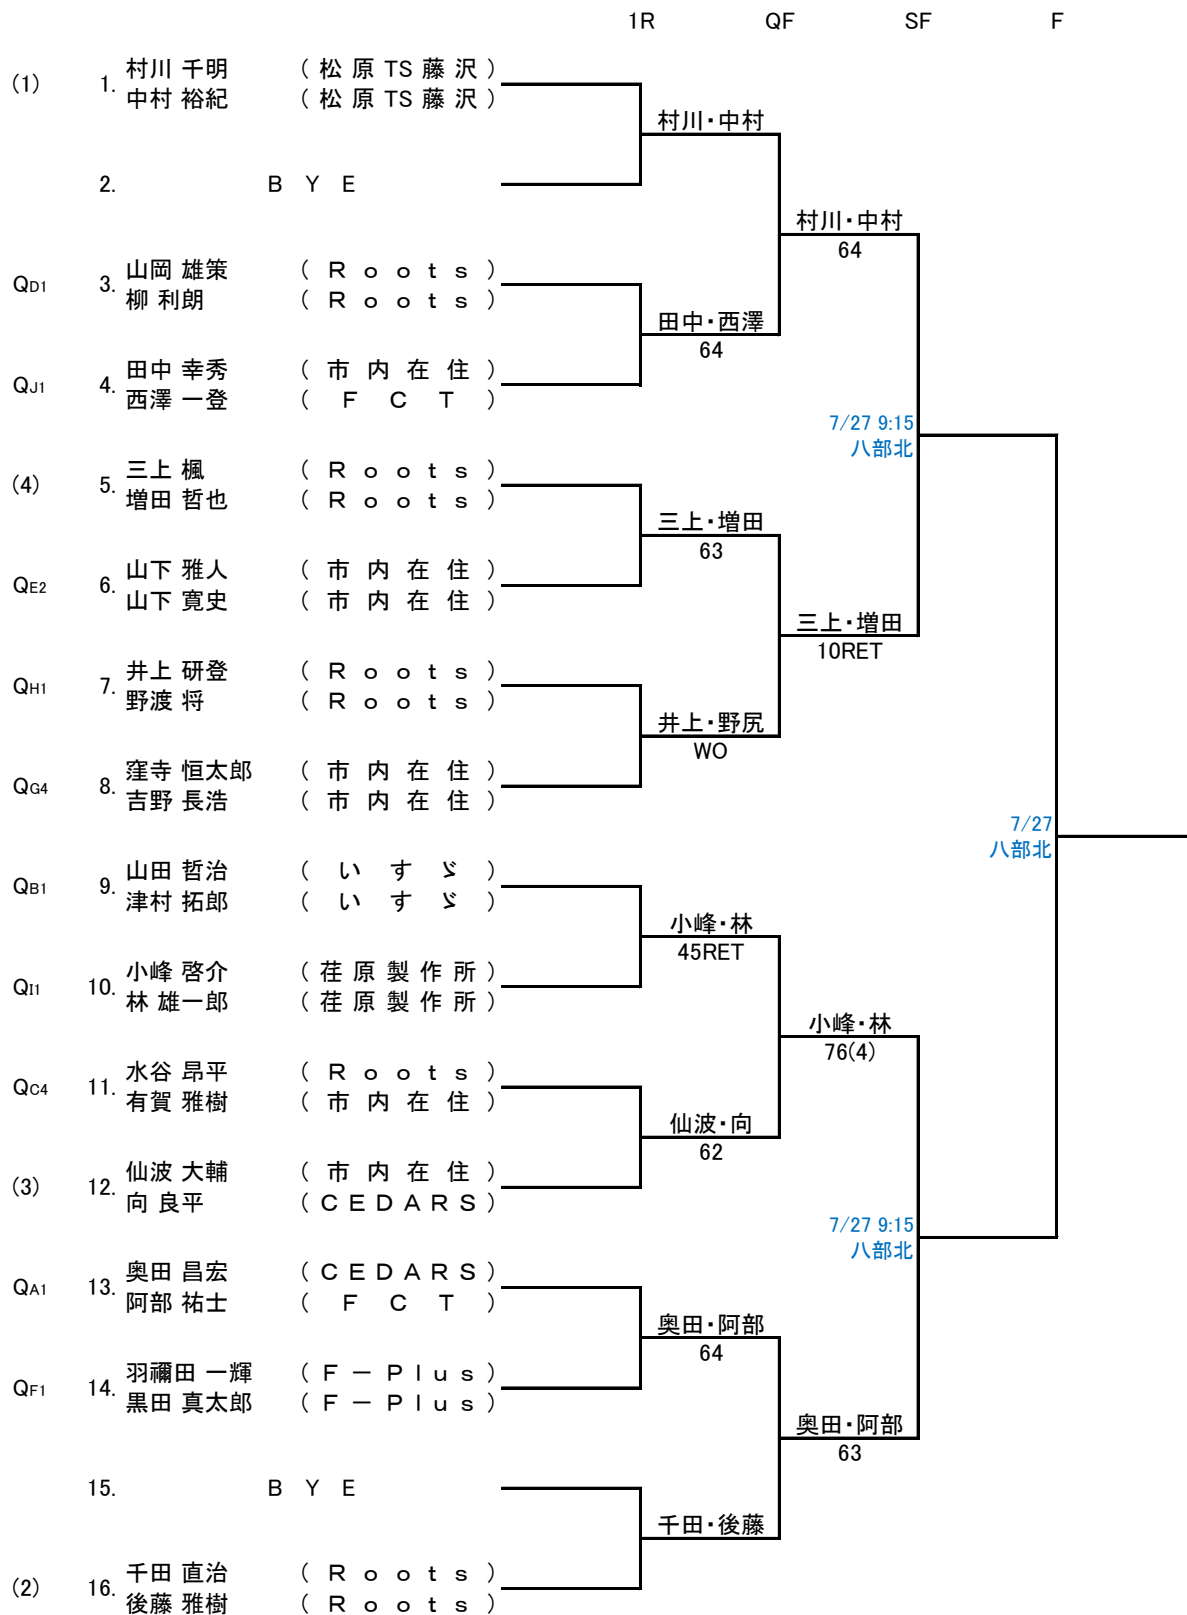 1R QF SF F
(1) 1. 村川 千明 (松原TS藤沢)
中村 裕紀 (松原TS藤沢)
村川・中村
2. BYE
村川・中村
64
QD1 3. 山岡 雄策 (Roots)
柳 利朗 (Roots)
田中・西澤
64
QJ1 4. 田中 幸秀 (市内在住)
西澤 一登 (FCT)
7/27 9:15
八部北
(4) 5. 三上 楓 (Roots)
増田 哲也 (Roots)
三上・増田
63
QE2 6. 山下 雅人 (市内在住)
山下 寛史 (市内在住)
三上・増田
10RET
QH1 7. 井上 研登 (Roots)
野渡 将 (Roots)
井上・野尻
WO
QG4 8. 窪寺 恒太郎 (市内在住)
吉野 長浩 (市内在住)
7/27
八部北
QB1 9. 山田 哲治 (いすゞ)
津村 拓郎 (いすゞ)
小峰・林
45RET
QI1 10. 小峰 啓介 (荏原製作所)
林 雄一郎 (荏原製作所)
小峰・林
76(4)
QC4 11. 水谷 昂平 (Roots)
有賀 雅樹 (市内在住)
仙波・向
62
(3) 12. 仙波 大輔 (市内在住)
向 良平 (CEDARS)
7/27 9:15
八部北
QA1 13. 奥田 昌宏 (CEDARS)
阿部 祐士 (FCT)
奥田・阿部
64
QF1 14. 羽禰田 一輝 (F－Plus)
黒田 真太郎 (F－Plus)
奥田・阿部
63
15. BYE
千田・後藤
(2) 16. 千田 直治 (Roots)
後藤 雅樹 (Roots)